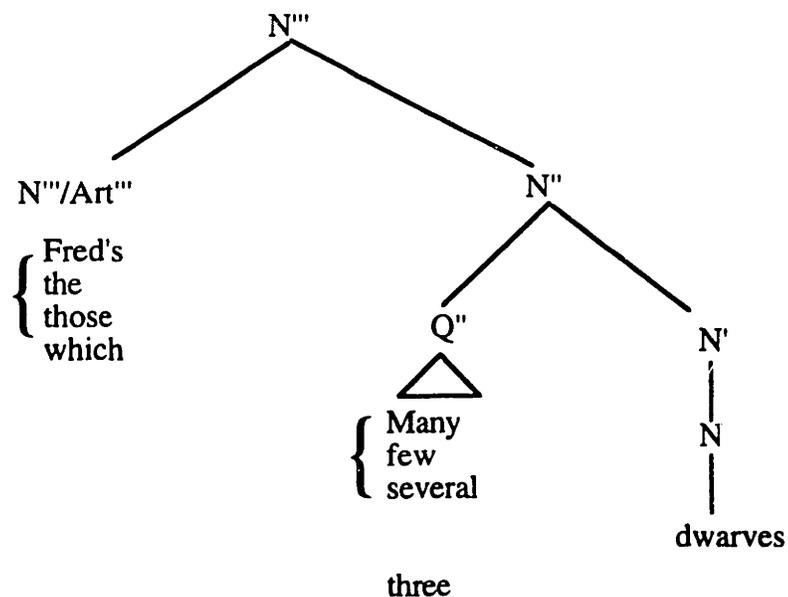 N'''
N'''/Art'''
N''
Fred's
the
those
which
Q''
N'
Many
few
several
N
dwarves
three